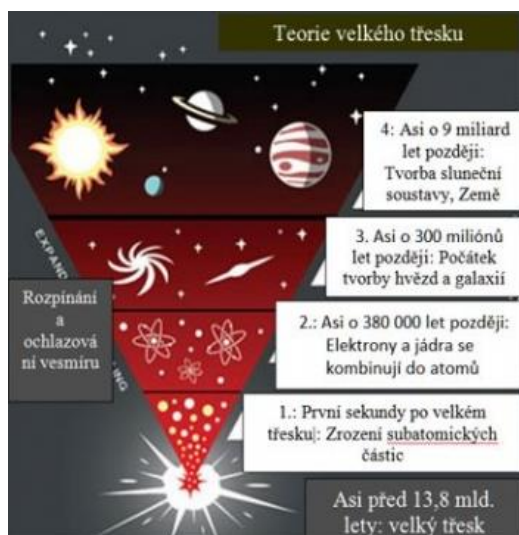 Teorie velkého třesku
4: Asi o 9 miliard
let později:
Tvorba sluneční
soustavy, Země
3. Asi o 300 miliónů
let později: Počátek
tvorby hvězd a galaxií
EXPAND
Rozpínání
a
ochlazová
ní vesmíru
LING
2.: Asi o 380 000 let později:
Elektrony a jádra se
kombinují do atomů
1.: První sekundy po velkém
třesku: Zrození subatomických
částic
Asi před 13,8 mld.
lety: velký třesk